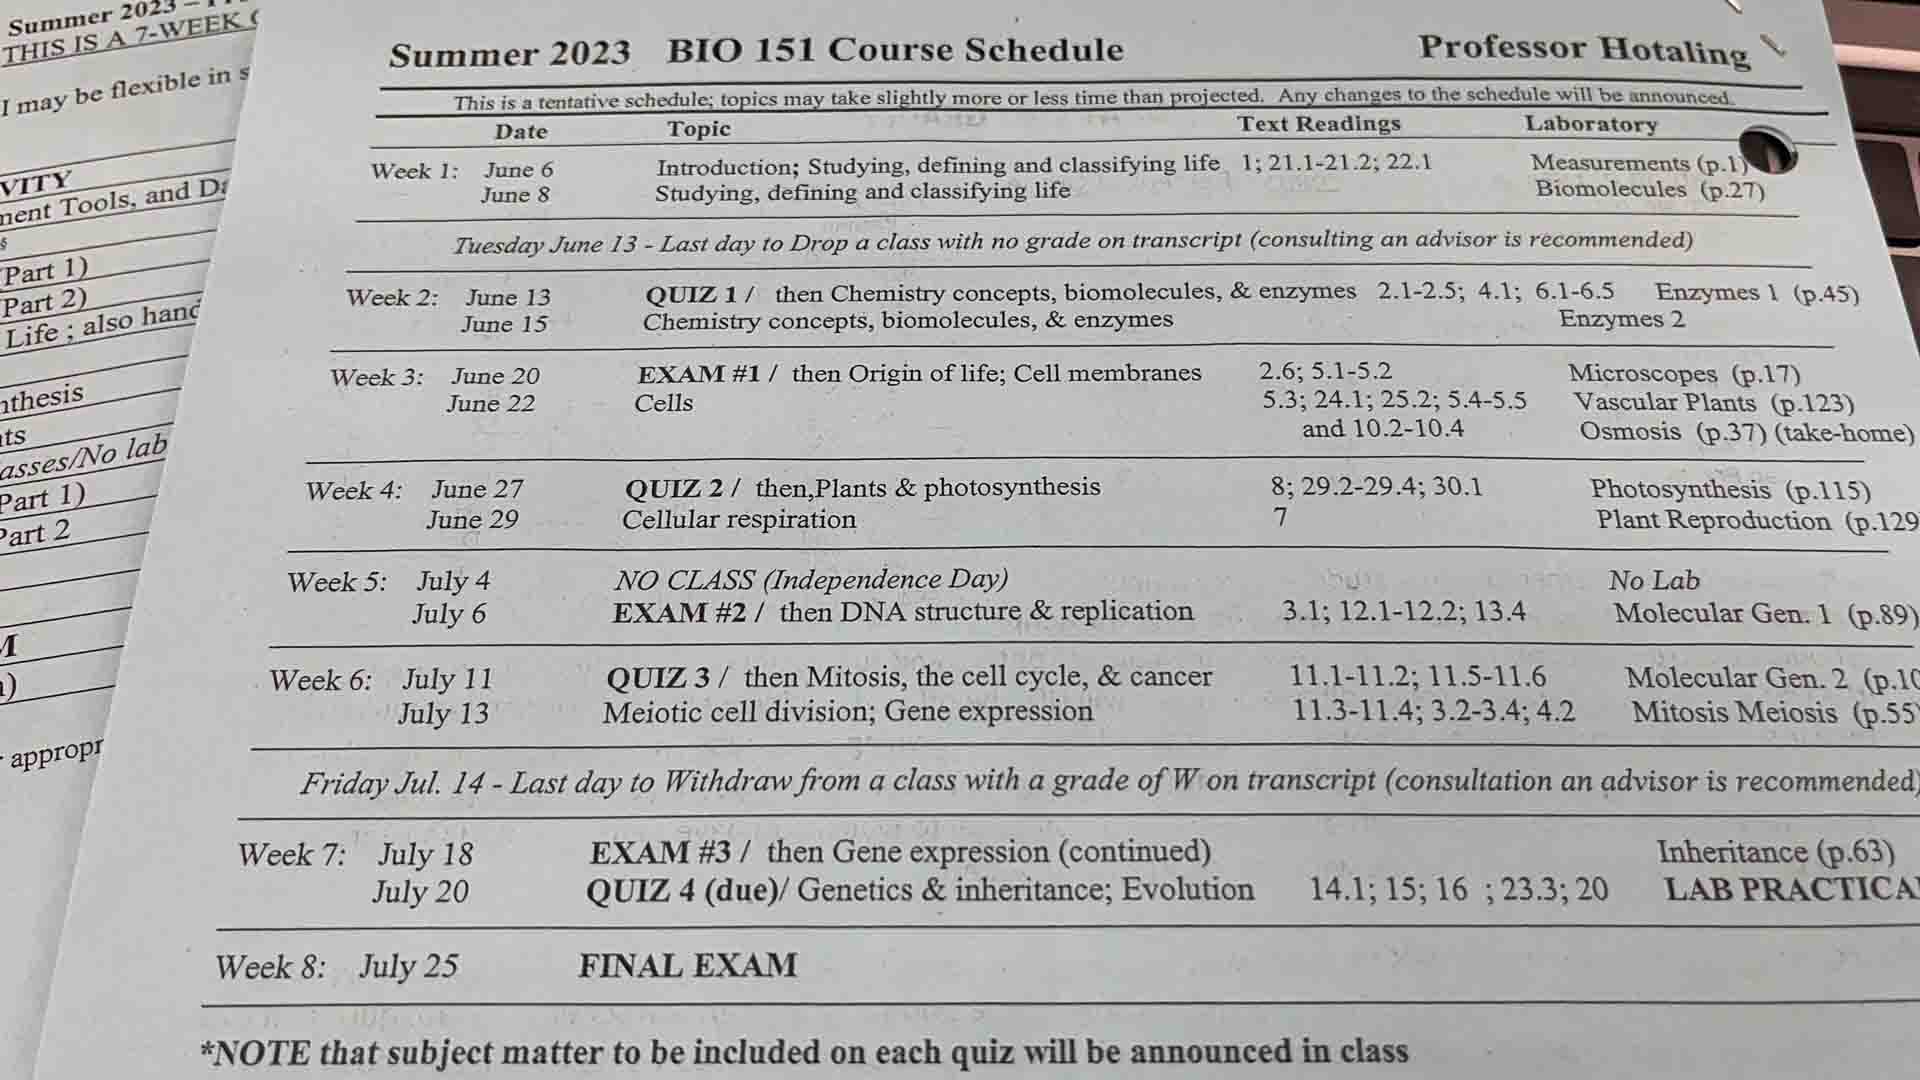 Summer 2023 –
THIS IS A 7-WEEK
I may be flexible in s
VITY
ment Tools, and Da
s
Part 1)
Part 2)
Life ; also hand
nthesis
ts
asses/No lab
Part 1)
Part 2
M
)
appropr
Summer 2023 BIO 151 Course Schedule Professor Hotaling
This is a tentative schedule; topics may take slightly more or less time than projected. Any changes to the schedule will be announced.
Date Topic Text Readings Laboratory
Week 1: June 6 Introduction; Studying, defining and classifying life 1; 21.1-21.2; 22.1 Measurements (p.1)
June 8 Studying, defining and classifying life Biomolecules (p.27)
Tuesday June 13 - Last day to Drop a class with no grade on transcript (consulting an advisor is recommended)
Week 2: June 13 QUIZ 1 / then Chemistry concepts, biomolecules, & enzymes 2.1-2.5; 4.1; 6.1-6.5 Enzymes 1 (p.45)
June 15 Chemistry concepts, biomolecules, & enzymes Enzymes 2
Week 3: June 20 EXAM #1 / then Origin of life; Cell membranes 2.6; 5.1-5.2 Microscopes (p.17)
June 22 Cells 5.3; 24.1; 25.2; 5.4-5.5 Vascular Plants (p.123)
and 10.2-10.4 Osmosis (p.37) (take-home)
Week 4: June 27 QUIZ 2 / then,Plants & photosynthesis 8; 29.2-29.4; 30.1 Photosynthesis (p.115)
June 29 Cellular respiration 7 Plant Reproduction (p.129
Week 5: July 4 NO CLASS (Independence Day) No Lab
July 6 EXAM #2 / then DNA structure & replication 3.1; 12.1-12.2; 13.4 Molecular Gen. 1 (p.89)
Week 6: July 11 QUIZ 3 / then Mitosis, the cell cycle, & cancer 11.1-11.2; 11.5-11.6 Molecular Gen. 2 (p.10
July 13 Meiotic cell division; Gene expression 11.3-11.4; 3.2-3.4; 4.2 Mitosis Meiosis (p.55
Friday Jul. 14 - Last day to Withdraw from a class with a grade of W on transcript (consultation an advisor is recommended)
Week 7: July 18 EXAM #3 / then Gene expression (continued) Inheritance (p.63)
July 20 QUIZ 4 (due)/ Genetics & inheritance; Evolution 14.1; 15; 16 ; 23.3; 20 LAB PRACTICA
Week 8: July 25 FINAL EXAM
*NOTE that subject matter to be included on each quiz will be announced in class